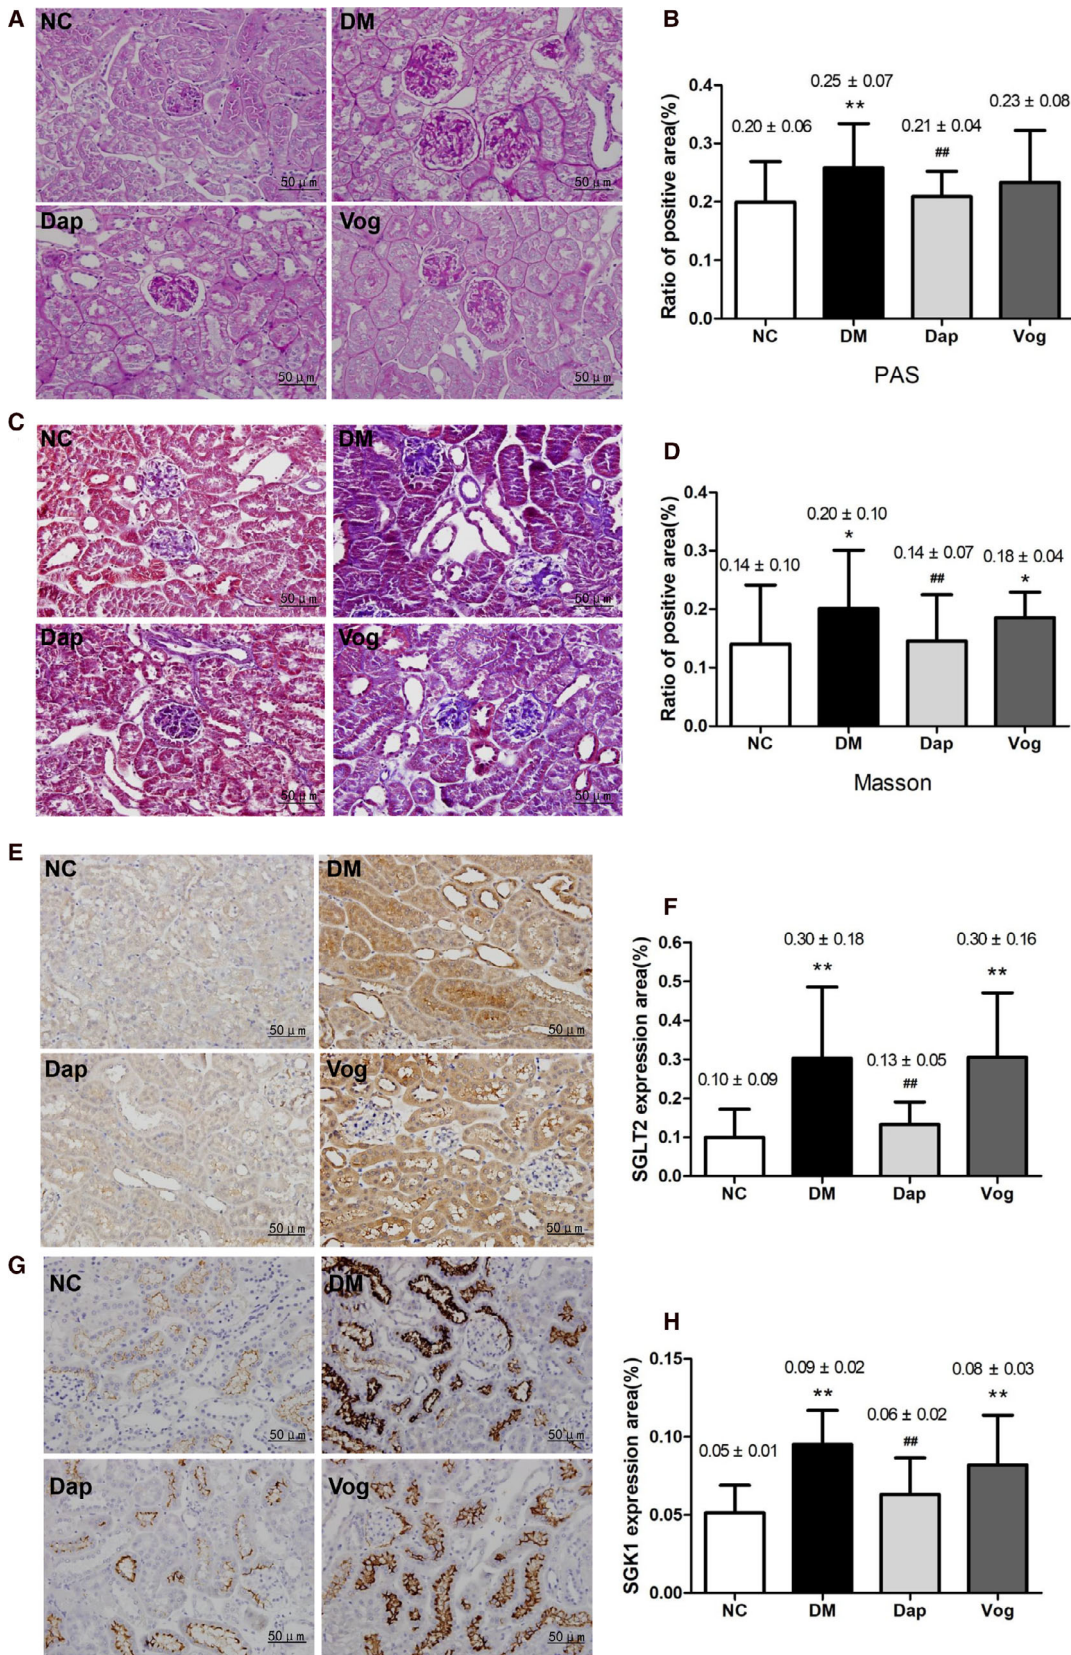 A
NC
50 μm
DM
50 μm
Dap
50 μm
Vog
50 μm
B
Ratio of positive area(%)
0.4
0.3
0.2
0.1
0.0
0.20 ± 0.06
0.25 ± 0.07
**
0.21 ± 0.04
##
0.23 ± 0.08
NC DM Dap Vog
PAS
C
NC
50 μm
DM
50 μm
Dap
50 μm
Vog
50 μm
D
Ratio of positive area(%)
0.4
0.3
0.2
0.1
0.0
0.14 ± 0.10
0.20 ± 0.10
*
0.14 ± 0.07
##
0.18 ± 0.04
*
NC DM Dap Vog
Masson
E
NC
50 μm
DM
50 μm
Dap
50 μm
Vog
50 μm
F
SGLT2 expression area(%)
0.6
0.5
0.4
0.3
0.2
0.1
0.0
0.10 ± 0.09
0.30 ± 0.18
**
0.13 ± 0.05
##
0.30 ± 0.16
**
NC DM Dap Vog
G
NC
50 μm
DM
50 μm
Dap
50 μm
Vog
50 μm
H
SGK1 expression area(%)
0.15
0.10
0.05
0.00
0.05 ± 0.01
0.09 ± 0.02
**
0.06 ± 0.02
##
0.08 ± 0.03
**
NC DM Dap Vog